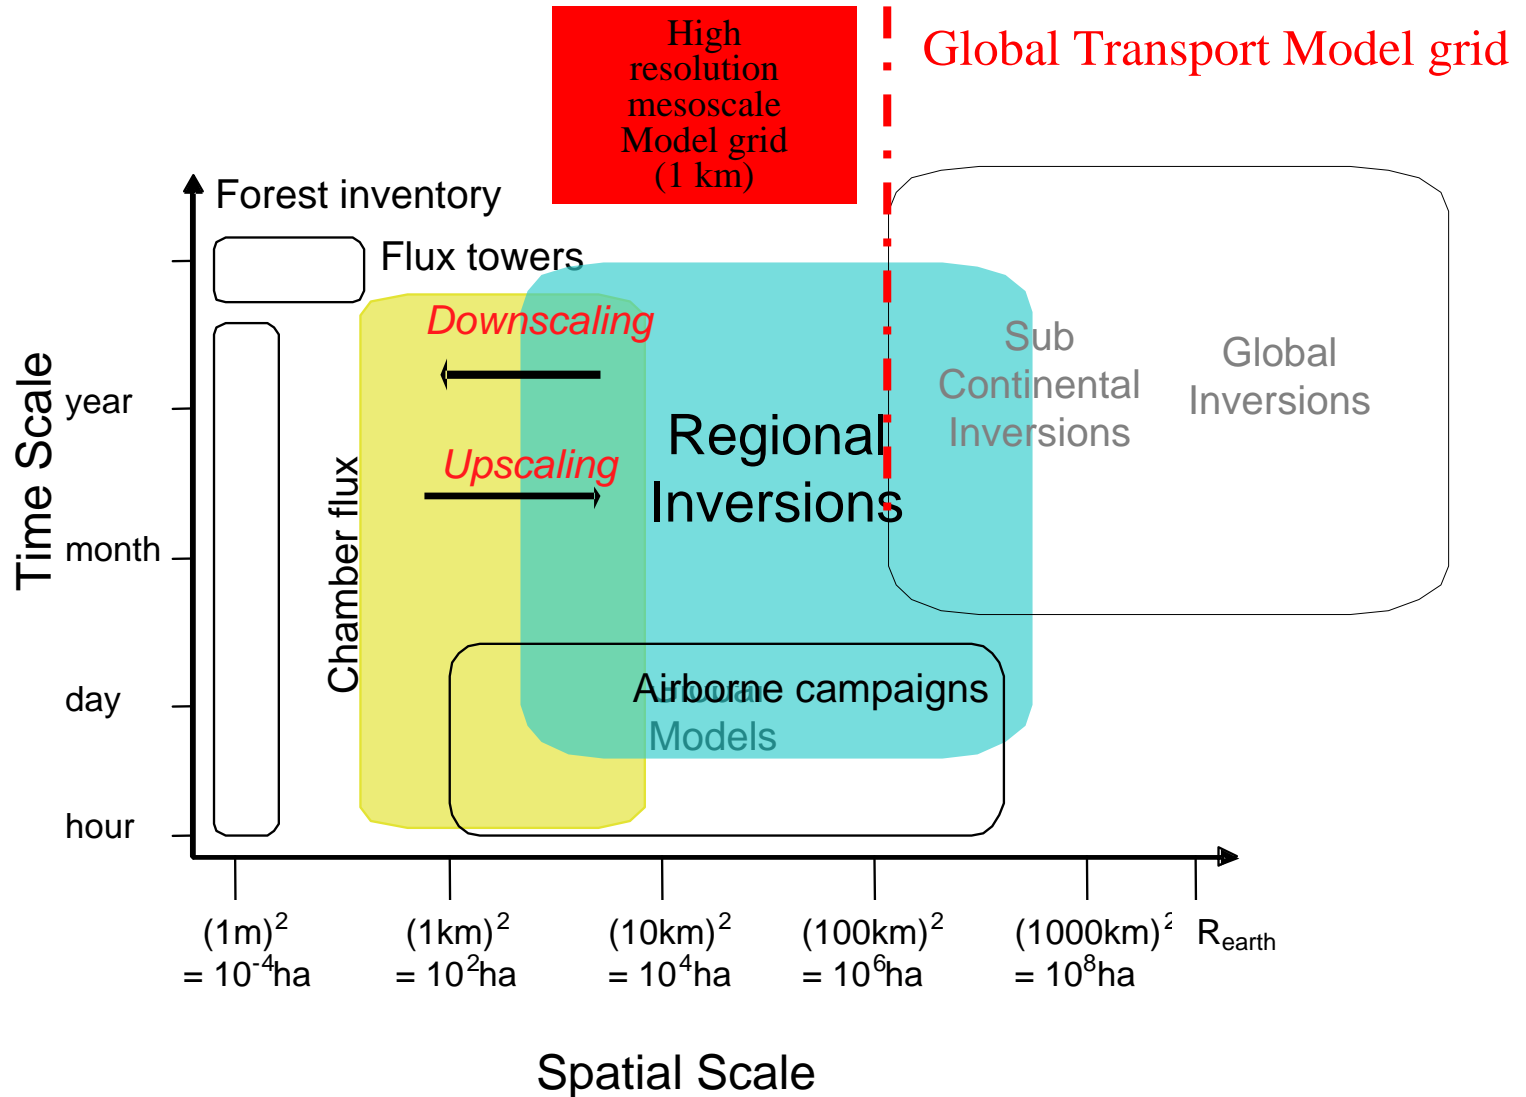 High
resolution
mesoscale
Model grid
(1 km)
Global Transport Model grid
Forest inventory
Flux towers
Downscaling
Upscaling
Chamber flux
Regional
Inversions
Sub
Continental
Inversions
Global
Inversions
Airborne campaigns
Models
Time Scale
year
month
day
hour
(1m)²
= 10⁻⁴ha
(1km)²
= 10²ha
(10km)²
= 10⁴ha
(100km)²
= 10⁶ha
(1000km)²
= 10⁸ha
R_earth
Spatial Scale